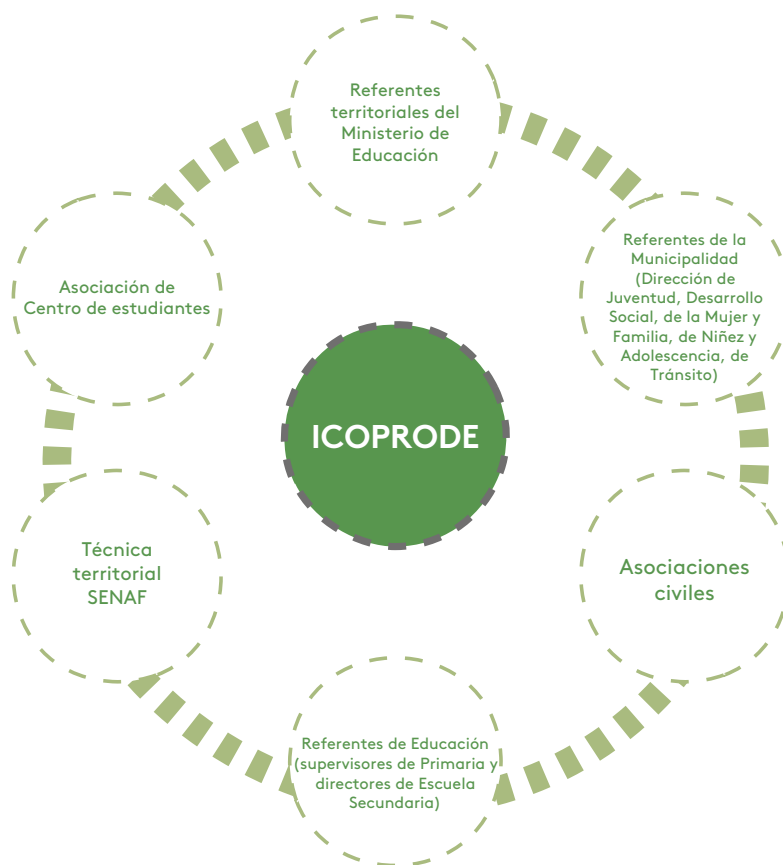 Referentes
territoriales del
Ministerio de
Educación
Referentes de la
Municipalidad
(Dirección de
Juventud, Desarrollo
Social, de la Mujer y
Familia, de Niñez y
Adolescencia, de
Tránsito)
Asociación de
Centro de estudiantes
ICOPRODE
Técnica
territorial
SENAF
Asociaciones
civiles
Referentes de Educación
(supervisores de Primaria y
directores de Escuela
Secundaria)